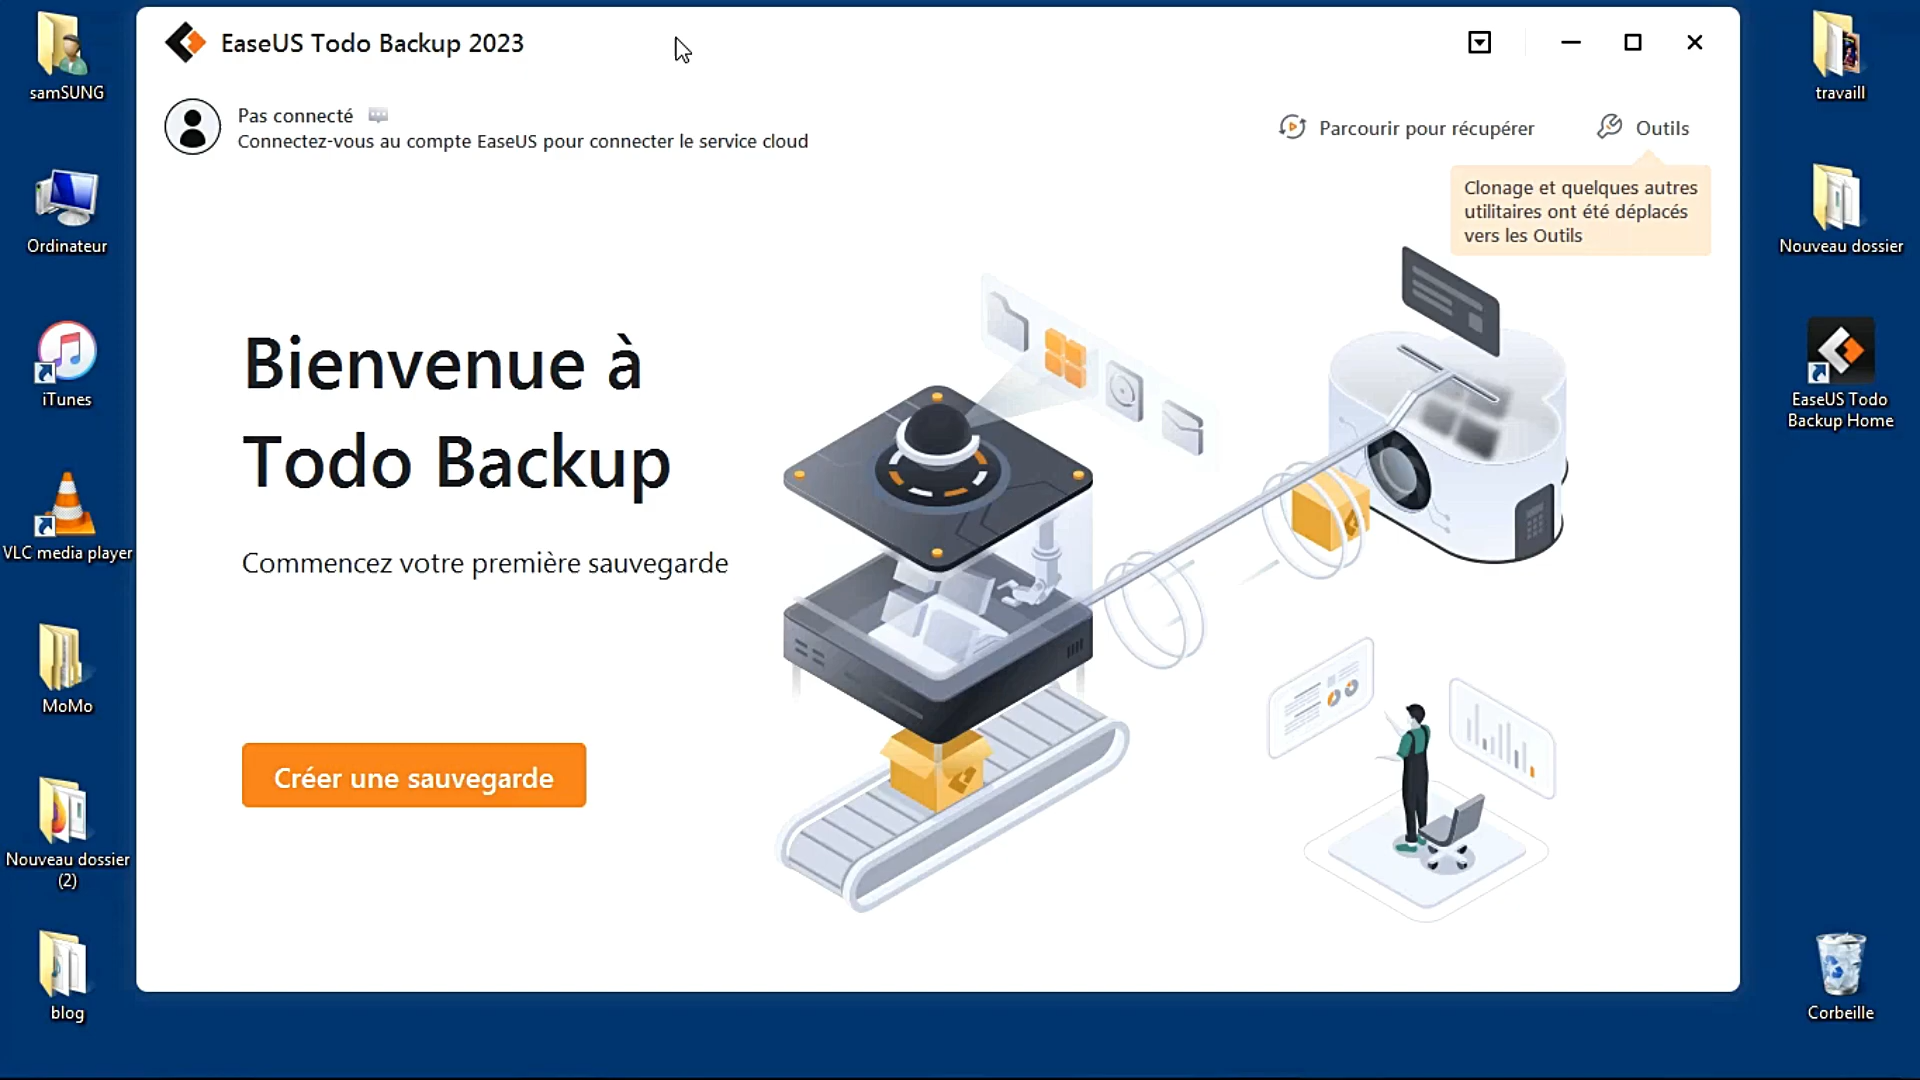 EaseUS Todo Backup 2023
Pas connecté
Connectez-vous au compte EaseUS pour connecter le service cloud
Parcourir pour récupérer
Outils
Clonage et quelques autres
utilitaires ont été déplacés
vers les Outils
Bienvenue à
Todo Backup
Commencez votre première sauvegarde
Créer une sauvegarde
samSUNG
Ordinateur
iTunes
VLC media player
MoMo
Nouveau dossier
(2)
blog
travaill
Nouveau dossier
EaseUS Todo
Backup Home
Corbeille